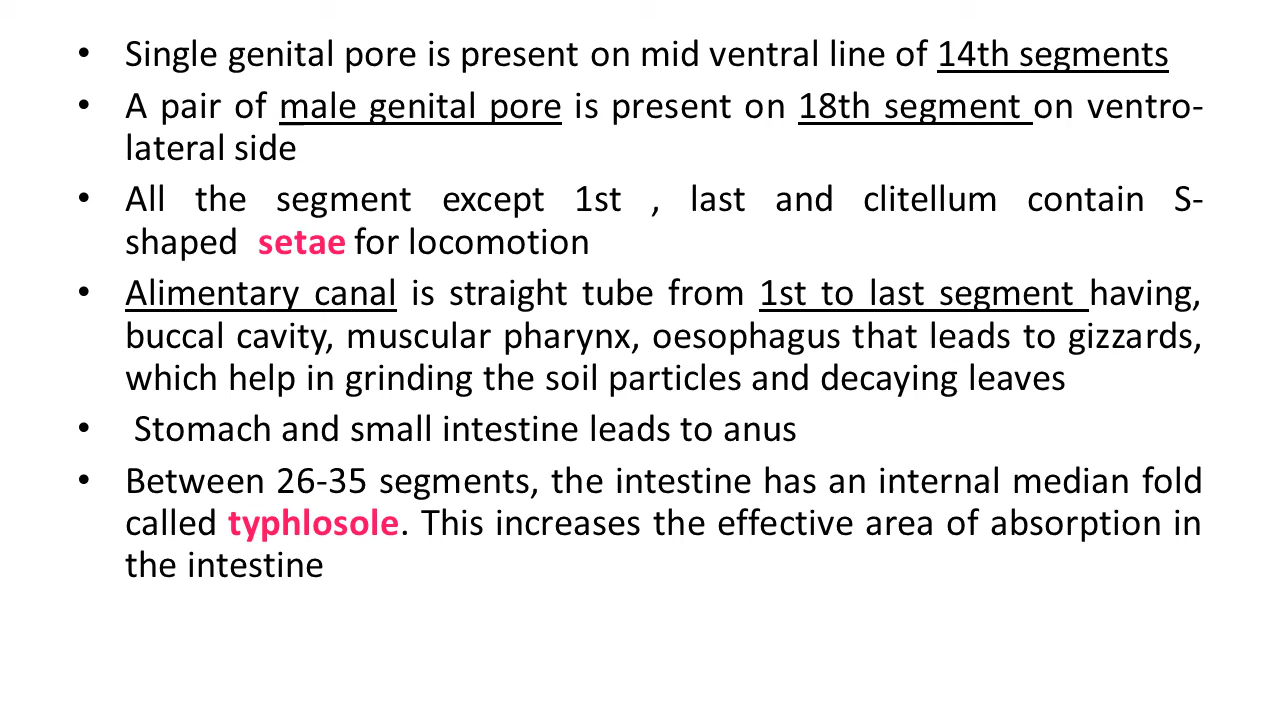 • Single genital pore is present on mid ventral line of 14th segments
• A pair of male genital pore is present on 18th segment on ventro-
lateral side
• All the segment except 1st , last and clitellum contain S-
shaped setae for locomotion
• Alimentary canal is straight tube from 1st to last segment having,
buccal cavity, muscular pharynx, oesophagus that leads to gizzards,
which help in grinding the soil particles and decaying leaves
• Stomach and small intestine leads to anus
• Between 26-35 segments, the intestine has an internal median fold
called typhlosole. This increases the effective area of absorption in
the intestine